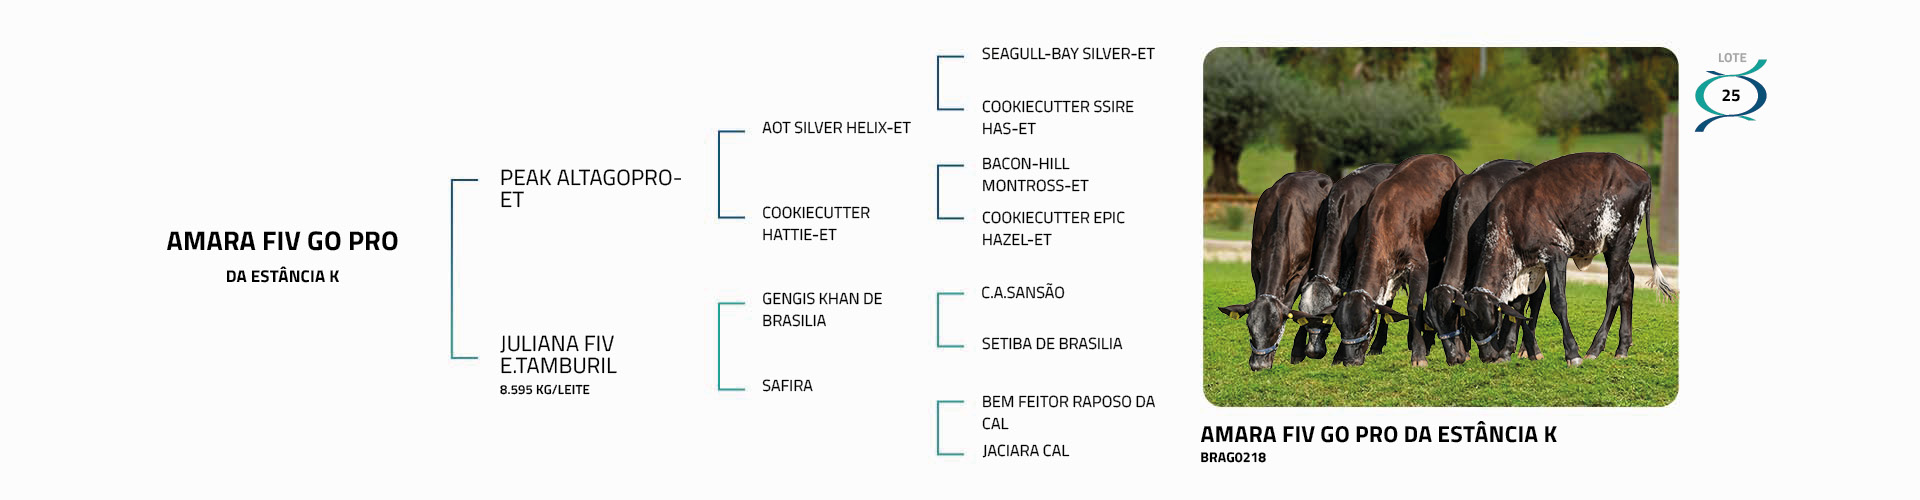 AMARA FIV GO PRO
DA ESTÂNCIA K
PEAK ALTAGOPRO-
ET
JULIANA FIV
E.TAMBURIL
8.595 KG/LEITE
AOT SILVER HELIX-ET
COOKIECUTTER
HATTIE-ET
GENGIS KHAN DE
BRASILIA
SAFIRA
SEAGULL-BAY SILVER-ET
COOKIECUTTER SSIRE
HAS-ET
BACON-HILL
MONTROSS-ET
COOKIECUTTER EPIC
HAZEL-ET
C.A.SANSÃO
SETIBA DE BRASILIA
BEM FEITOR RAPOSO DA
CAL
JACIARA CAL
LOTE
25
AMARA FIV GO PRO DA ESTÂNCIA K
BRAG0218